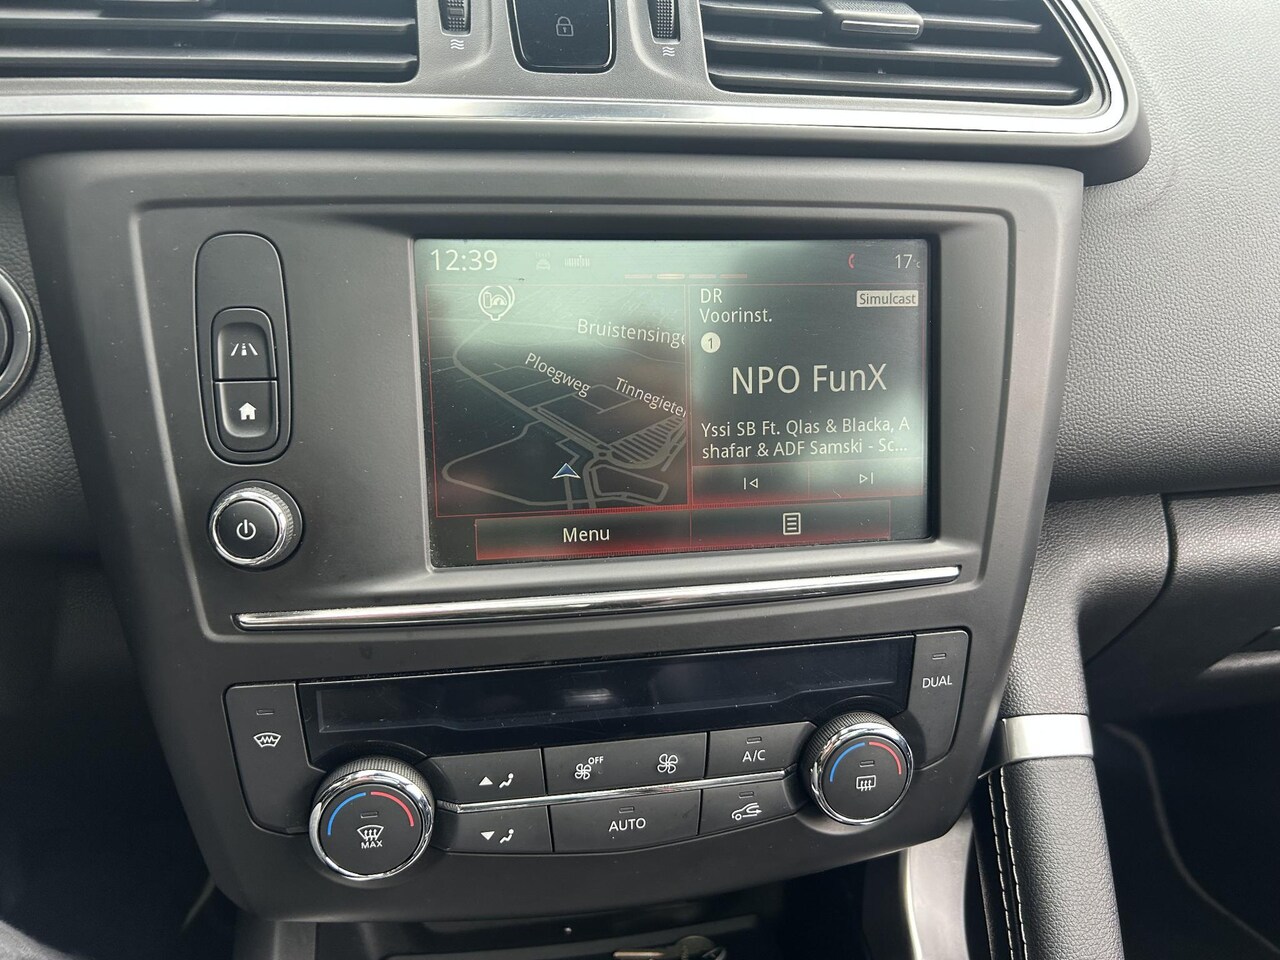 12:39
17°C
Bruistensinge
Ploegweg
Tinnegieter
DR
Simulcast
Voorinst.
1
NPO FunX
Yssi SB Ft. Qlas & Blacka, A
shafar & ADF Samski - Sc...
Menu
DUAL
OFF
A/C
AUTO
MAX